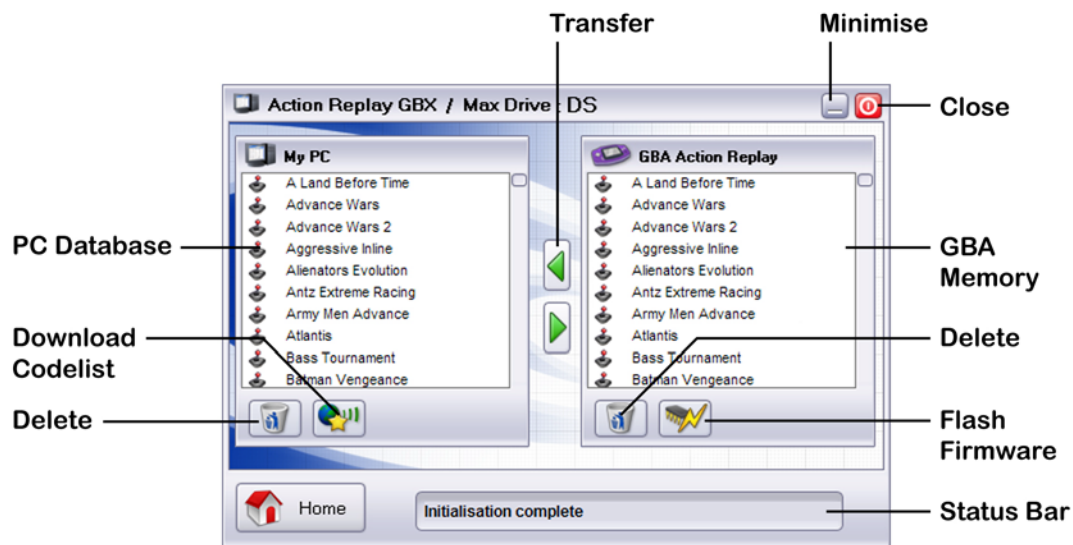 Transfer
Minimise
Action Replay GBX / Max Drive : DS
Close
My PC
A Land Before Time
Advance Wars
Advance Wars 2
Aggressive Inline
Alienators Evolution
Antz Extreme Racing
Army Men Advance
Atlantis
Bass Tournament
Batman Vengeance
GBA Action Replay
A Land Before Time
Advance Wars
Advance Wars 2
Aggressive Inline
Alienators Evolution
Antz Extreme Racing
Army Men Advance
Atlantis
Bass Tournament
Batman Vengeance
PC Database
Download
Codelist
Delete
GBA
Memory
Delete
Flash
Firmware
Home
Initialisation complete
Status Bar